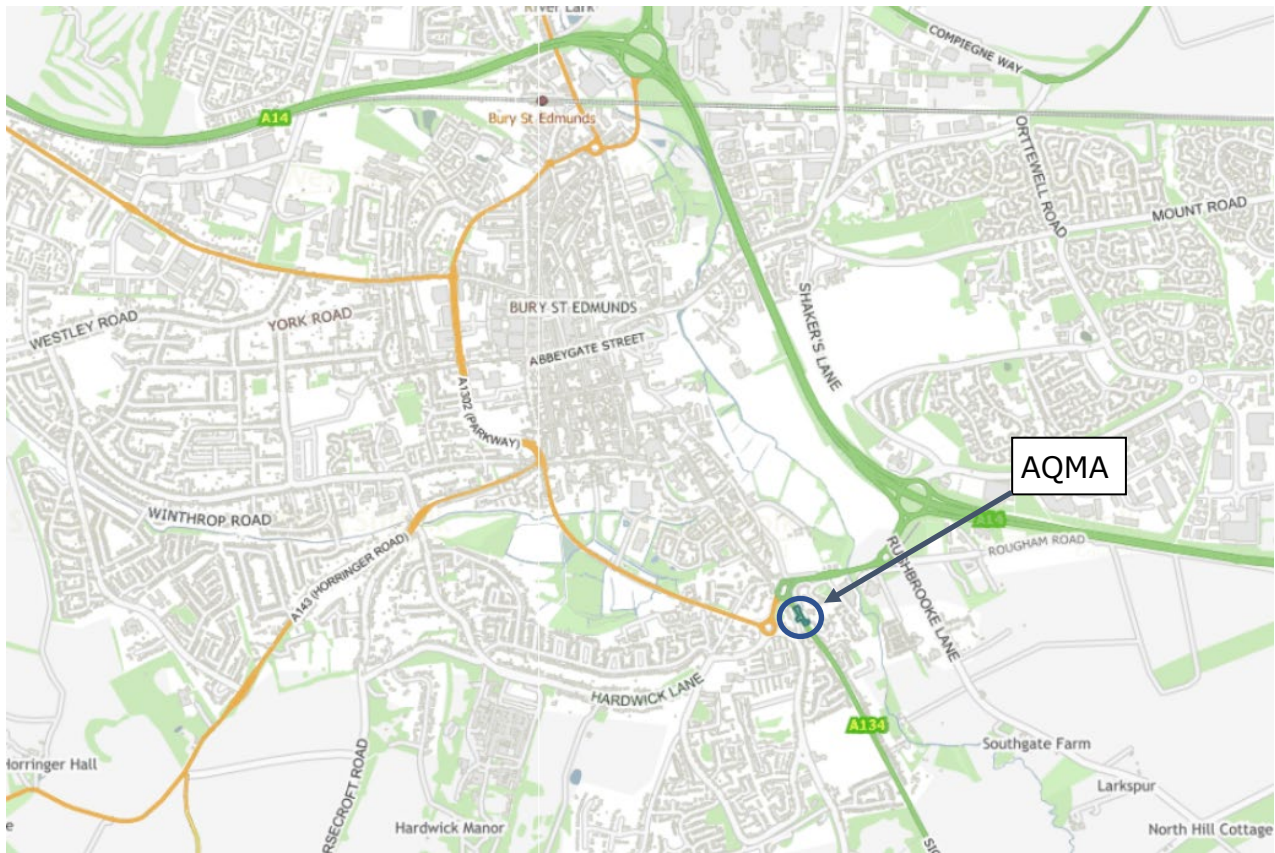 River Lark
COMPIEGNE WAY
A14
Bury St Edmunds
ORTTEWELL ROAD
MOUNT ROAD
SHAKER'S LANE
BURY ST EDMUNDS
YORK ROAD
WESTLEY ROAD
ABBEYGATE STREET
A1302 (PARKWAY)
AQMA
WINTHROP ROAD
A14
ROUGHAM ROAD
RUSHBROOKE LANE
A143 (HORRINGER ROAD)
HARDWICK LANE
A134
Southgate Farm
Horringer Hall
Larkspur
RSECROFT ROAD
Hardwick Manor
North Hill Cottage